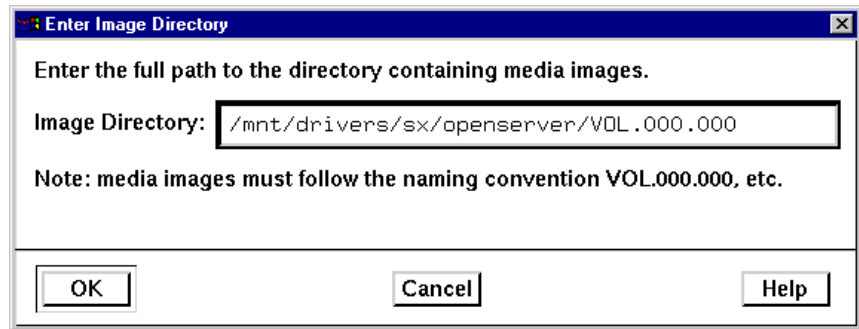 Enter Image Directory
Enter the full path to the directory containing media images.
Image Directory: /mnt/drivers/sx/openserver/VOL.000.000
Note: media images must follow the naming convention VOL.000.000, etc.
OK Cancel Help